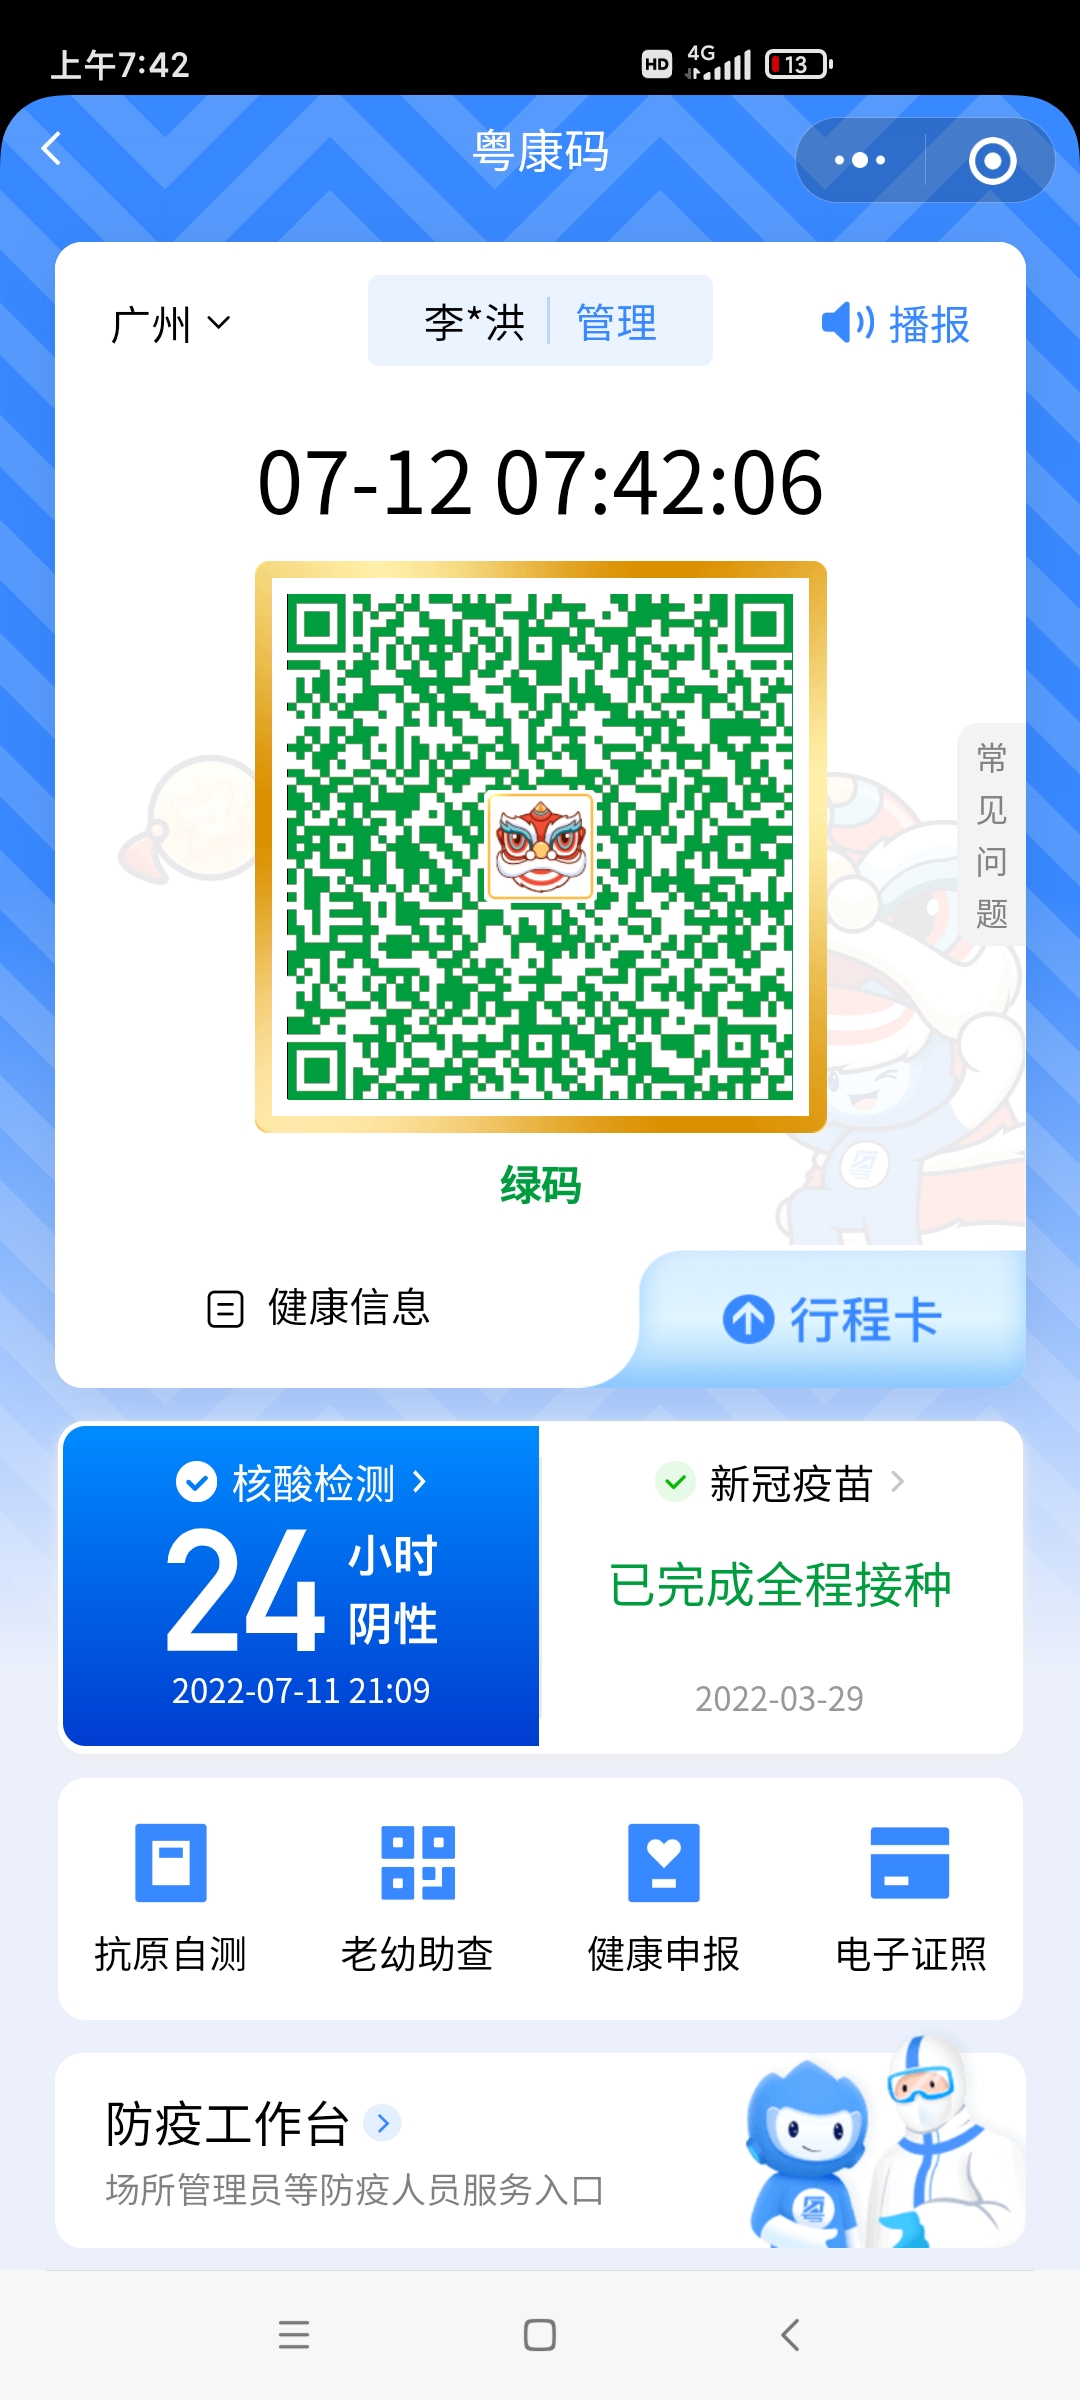 上午7:42
HD 4G 13
粤康码
广州 李*洪 管理 播报
07-12 07:42:06
常见问题
绿码
健康信息
行程卡
核酸检测
24 小时
阴性
2022-07-11 21:09
新冠疫苗
已完成全程接种
2022-03-29
抗原自测 老幼助查 健康申报 电子证照
防疫工作台
场所管理员等防疫人员服务入口